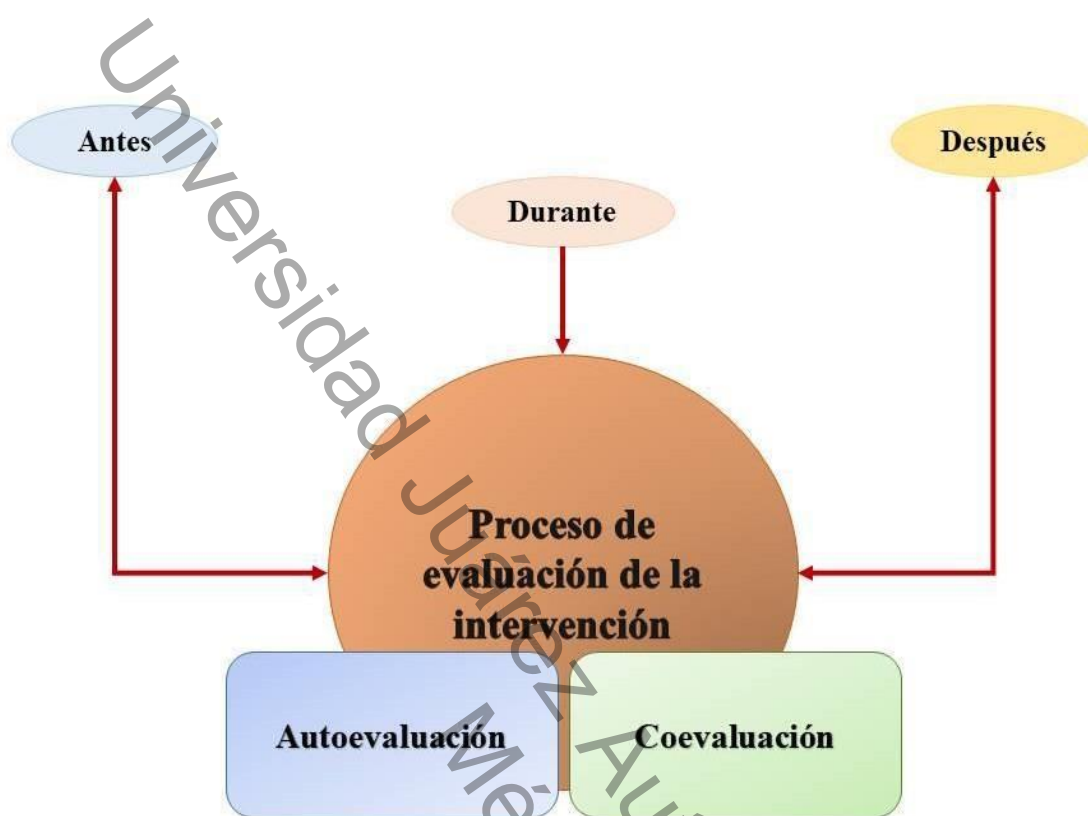 Antes
Después
Durante
Proceso de
evaluación de la
intervención
Autoevaluación
Coevaluación
Universidad Juárez